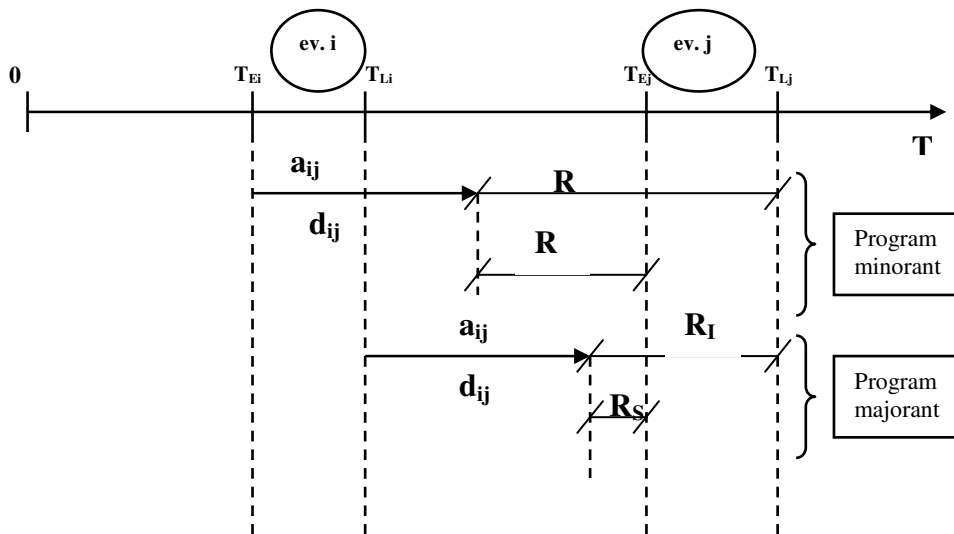 ev. i
ev. j
0
T_Ei
T_Li
T_Ej
T_Lj
T
a_ij
R
d_ij
R
Program
minorant
a_ij
R_I
d_ij
R_S
Program
majorant